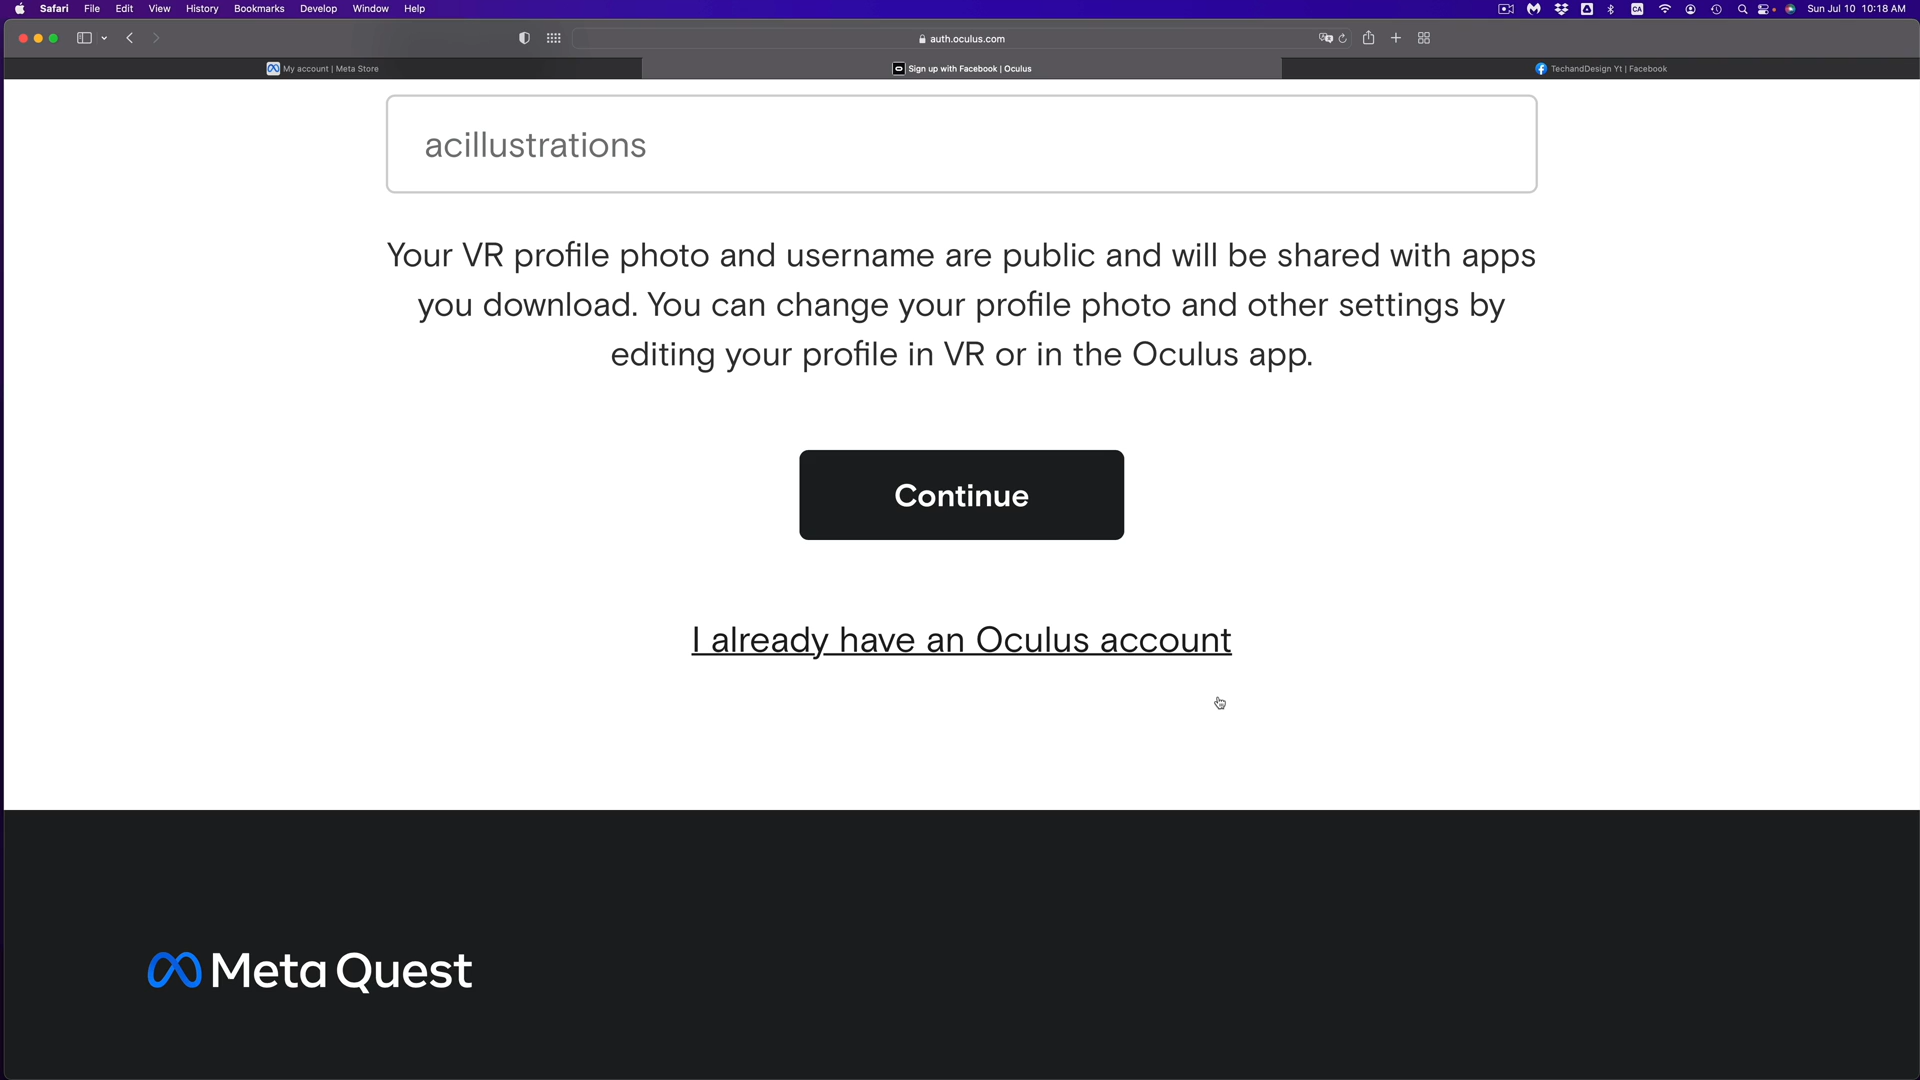 Safari File Edit View History Bookmarks Develop Window Help
CA
Sun Jul 10 10:18 AM
auth.oculus.com
My account | Meta Store
Sign up with Facebook | Oculus
TechandDesign Yt | Facebook
acillustrations
Your VR profile photo and username are public and will be shared with apps
you download. You can change your profile photo and other settings by
editing your profile in VR or in the Oculus app.
Continue
I already have an Oculus account
Meta Quest